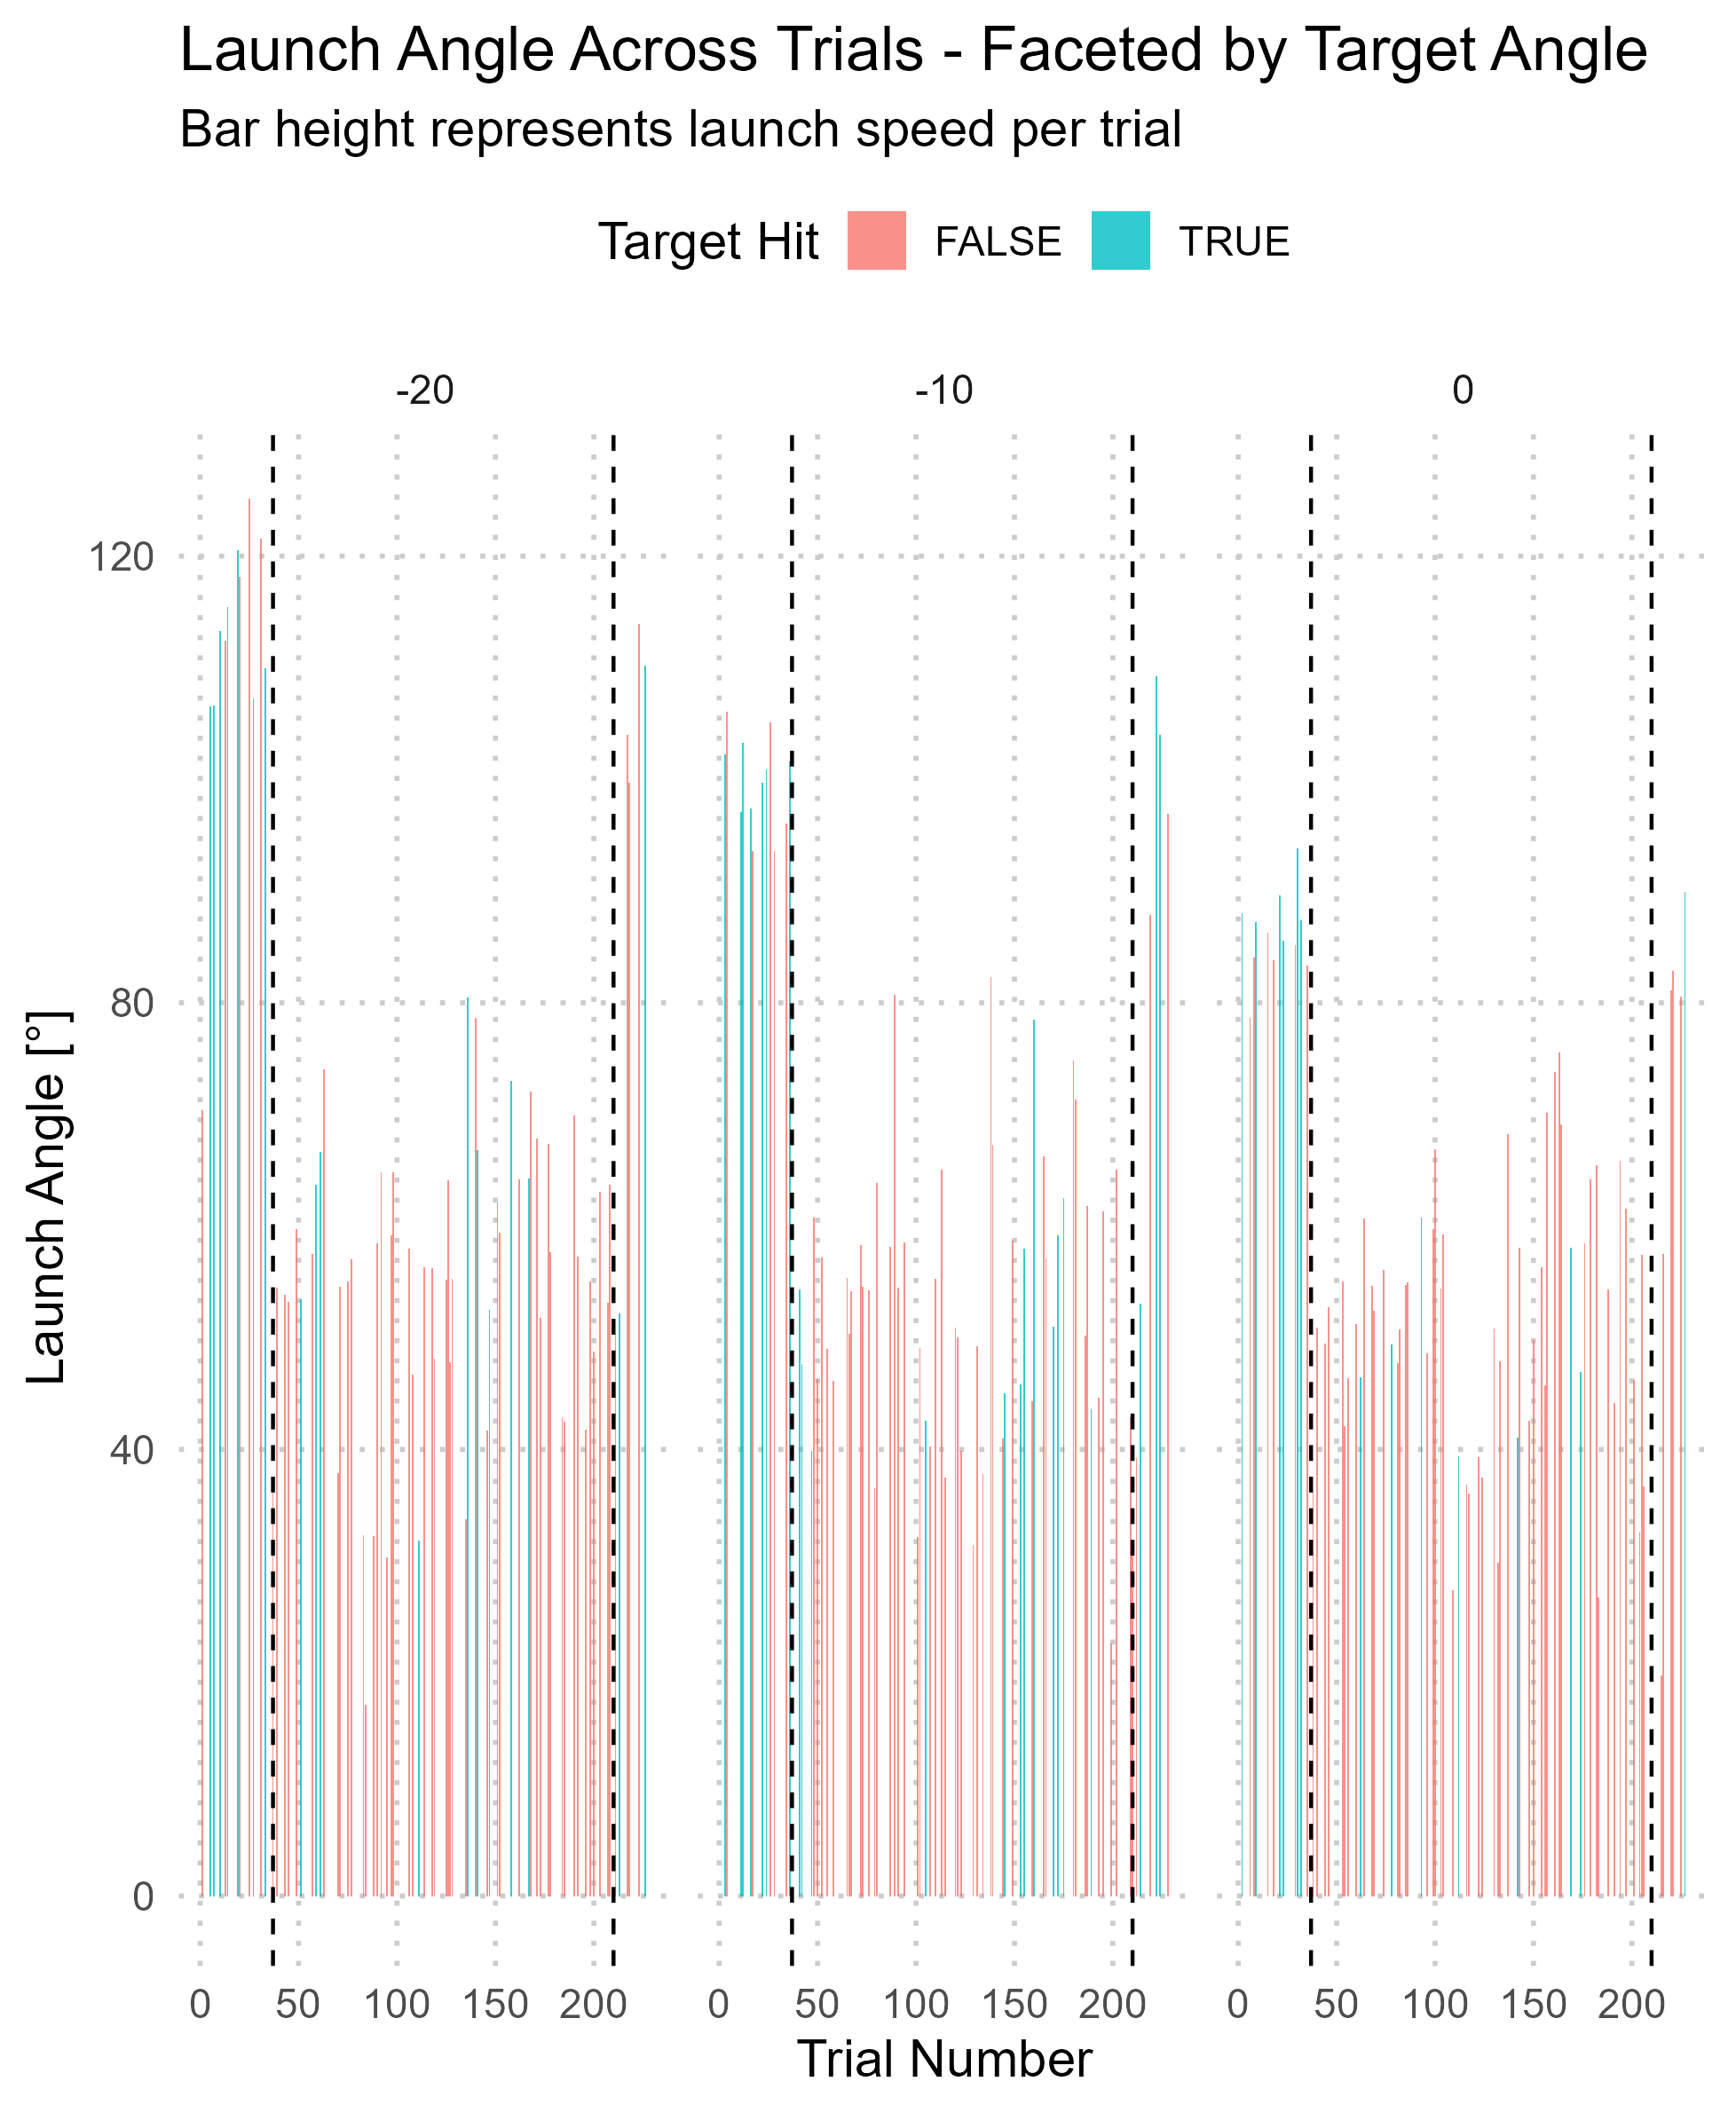 Launch Angle Across Trials - Faceted by Target Angle
Bar height represents launch speed per trial
Target Hit FALSE TRUE
-20 -10 0
120
80
40
0
Launch Angle [°]
0 50 100 150 200 0 50 100 150 200 0 50 100 150 200
Trial Number